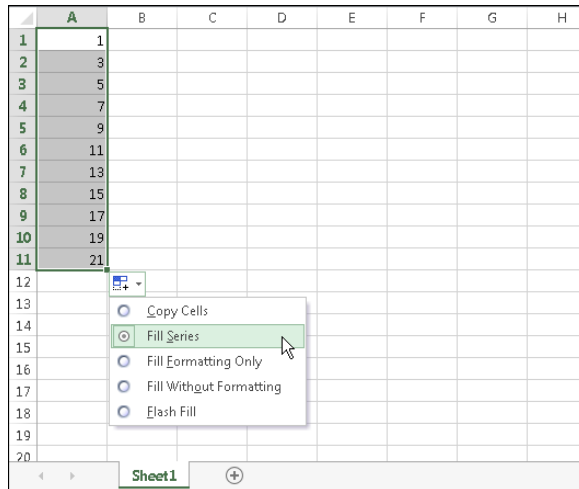 A B C D E F G H
1 1
2 3
3 5
4 7
5 9
6 11
7 13
8 15
9 17
10 19
11 21
12
13
Copy Cells
14
Fill Series
15
16
Fill Formatting Only
17
Fill Without Formatting
18
Flash Fill
19
20
Sheet1